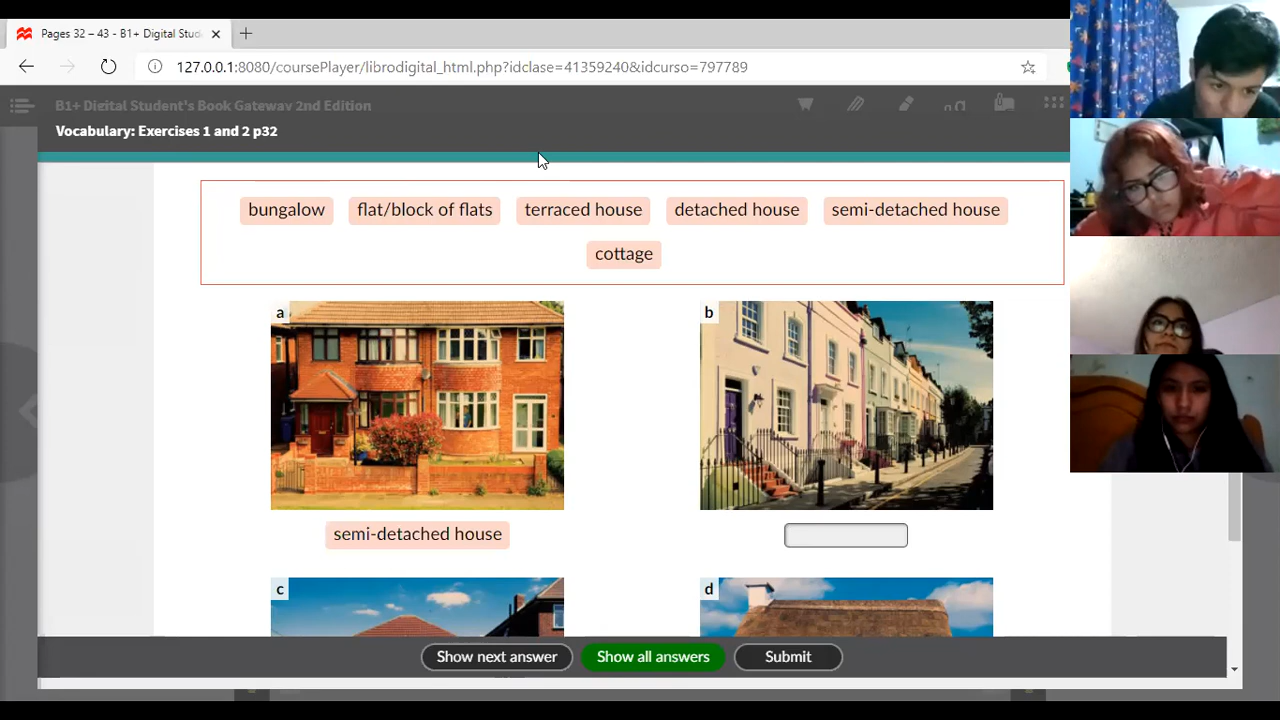 Pages 32 – 43 - B1+ Digital Stud
127.0.0.1:8080/coursePlayer/librodigital_html.php?idclase=41359240&idcurso=797789
B1+ Digital Student's Book Gateway 2nd Edition
Vocabulary: Exercises 1 and 2 p32
bungalow flat/block of flats terraced house detached house semi-detached house
cottage
a b
semi-detached house
c d
Show next answer Show all answers Submit